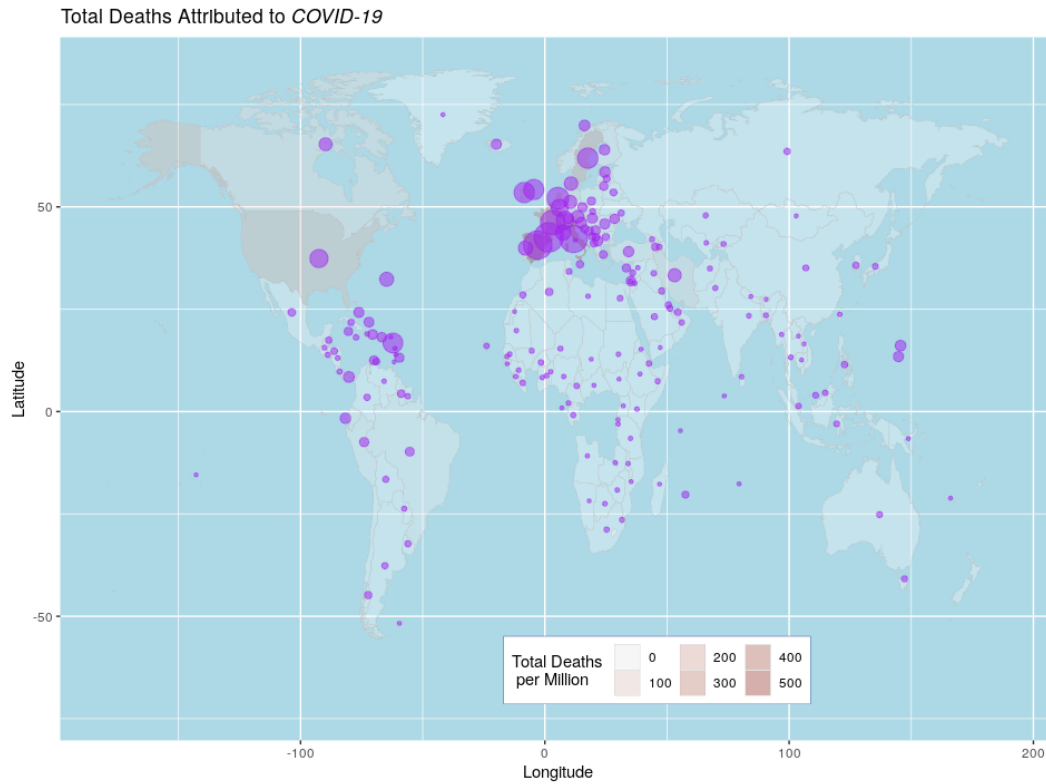 Total Deaths Attributed to COVID-19
Latitude
50
0
-50
-100
0
100
200
Longitude
Total Deaths
per Million
0
200
400
100
300
500